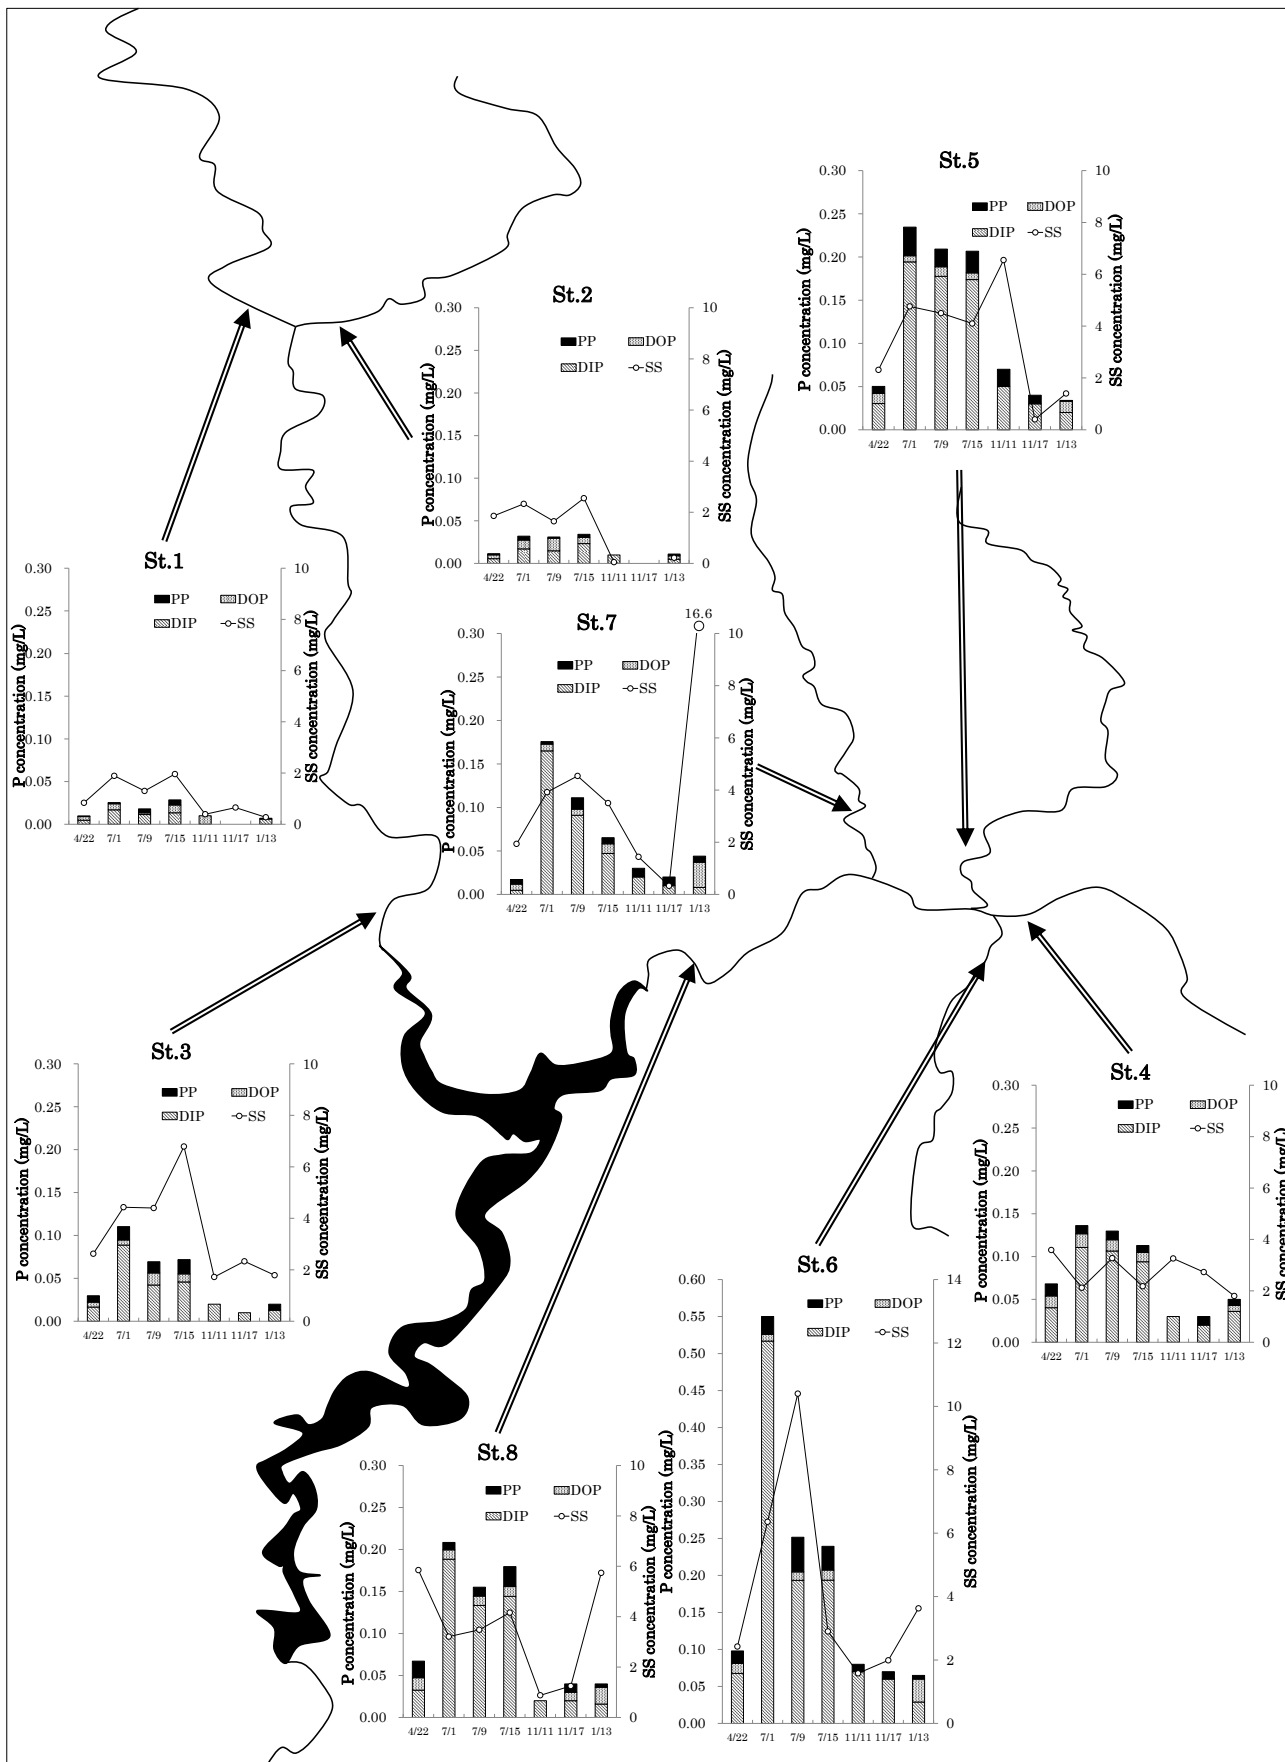 St.5
P concentration (mg/L)
SS concentration (mg/L)
0.30
0.25
0.20
0.15
0.10
0.05
0.00
10
8
6
4
2
0
PP DOP
DIP SS
4/22 7/1 7/9 7/15 11/11 11/17 1/13
St.2
P concentration (mg/L)
SS concentration (mg/L)
0.30
0.25
0.20
0.15
0.10
0.05
0.00
10
8
6
4
2
0
PP DOP
DIP SS
4/22 7/1 7/9 7/15 11/11 11/17 1/13
St.1
P concentration (mg/L)
SS concentration (mg/L)
0.30
0.25
0.20
0.15
0.10
0.05
0.00
10
8
6
4
2
0
PP DOP
DIP SS
4/22 7/1 7/9 7/15 11/11 11/17 1/13
St.7
16.6
P concentration (mg/L)
SS concentration (mg/L)
0.30
0.25
0.20
0.15
0.10
0.05
0.00
10
8
6
4
2
0
PP DOP
DIP SS
4/22 7/1 7/9 7/15 11/11 11/17 1/13
St.3
P concentration (mg/L)
SS concentration (mg/L)
0.30
0.25
0.20
0.15
0.10
0.05
0.00
10
8
6
4
2
0
PP DOP
DIP SS
4/22 7/1 7/9 7/15 11/11 11/17 1/13
St.4
P concentration (mg/L)
SS concentration (mg/L)
0.30
0.25
0.20
0.15
0.10
0.05
0.00
10
8
6
4
2
0
PP DOP
DIP SS
4/22 7/1 7/9 7/15 11/11 11/17 1/13
St.6
P concentration (mg/L)
SS concentration (mg/L)
0.60
0.55
0.50
0.45
0.40
0.35
0.30
0.25
0.20
0.15
0.10
0.05
0.00
14
12
10
8
6
4
2
0
PP DOP
DIP SS
4/22 7/1 7/9 7/15 11/11 11/17 1/13
St.8
P concentration (mg/L)
SS concentration (mg/L)
0.30
0.25
0.20
0.15
0.10
0.05
0.00
10
8
6
4
2
0
PP DOP
DIP SS
4/22 7/1 7/9 7/15 11/11 11/17 1/13